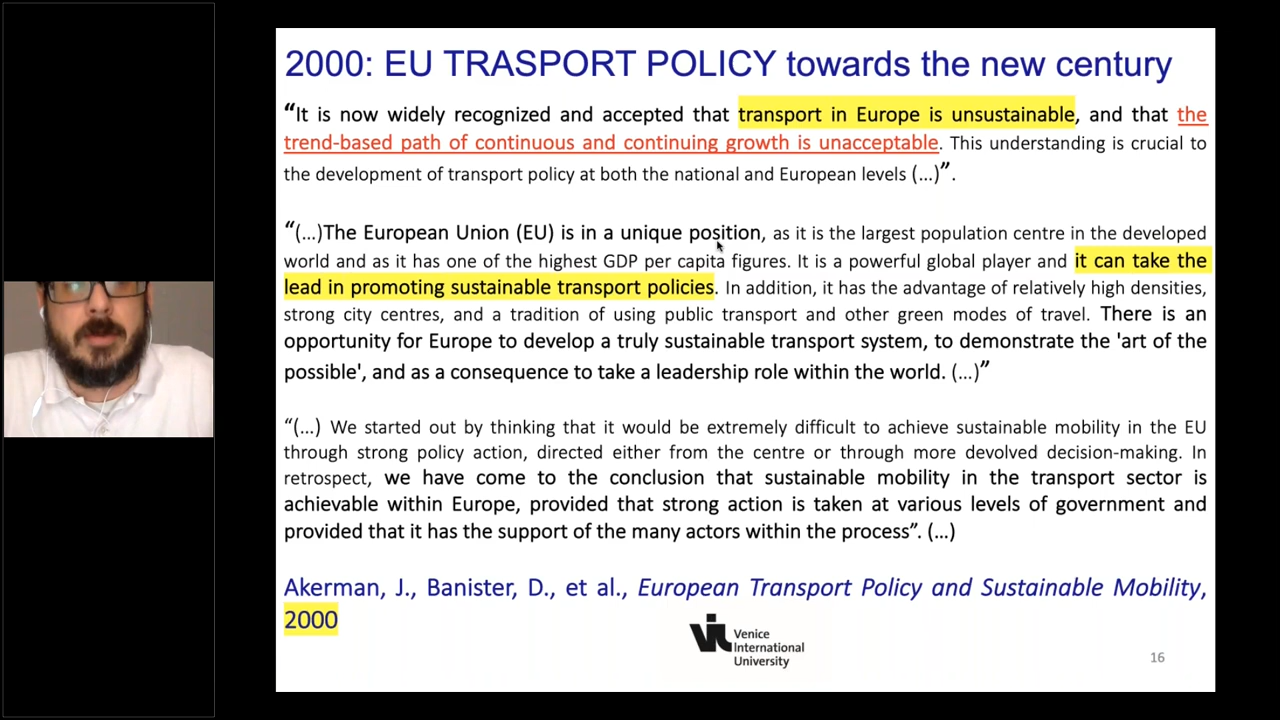 2000: EU TRASPORT POLICY towards the new century
“It is now widely recognized and accepted that transport in Europe is unsustainable, and that the
trend-based path of continuous and continuing growth is unacceptable. This understanding is crucial to
the development of transport policy at both the national and European levels (...)”.
“(...)The European Union (EU) is in a unique position, as it is the largest population centre in the developed
world and as it has one of the highest GDP per capita figures. It is a powerful global player and it can take the
lead in promoting sustainable transport policies. In addition, it has the advantage of relatively high densities,
strong city centres, and a tradition of using public transport and other green modes of travel. There is an
opportunity for Europe to develop a truly sustainable transport system, to demonstrate the 'art of the
possible', and as a consequence to take a leadership role within the world. (...)”
“(...) We started out by thinking that it would be extremely difficult to achieve sustainable mobility in the EU
through strong policy action, directed either from the centre or through more devolved decision-making. In
retrospect, we have come to the conclusion that sustainable mobility in the transport sector is
achievable within Europe, provided that strong action is taken at various levels of government and
provided that it has the support of the many actors within the process”. (...)
Akerman, J., Banister, D., et al., European Transport Policy and Sustainable Mobility,
2000
VIU
Venice
International
University
16